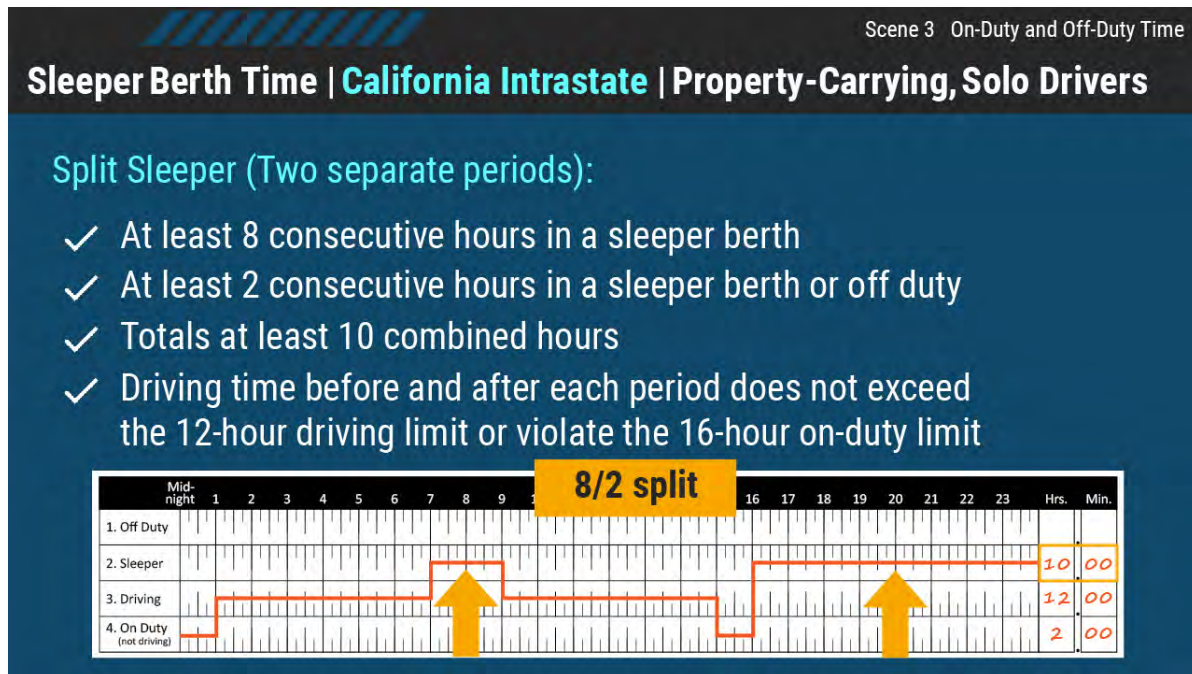 Scene 3 On-Duty and Off-Duty Time
Sleeper Berth Time | California Intrastate | Property-Carrying, Solo Drivers
Split Sleeper (Two separate periods):
At least 8 consecutive hours in a sleeper berth
At least 2 consecutive hours in a sleeper berth or off duty
Totals at least 10 combined hours
Driving time before and after each period does not exceed
the 12-hour driving limit or violate the 16-hour on-duty limit
8/2 split
Mid-
night 1 2 3 4 5 6 7 8 9 1 16 17 18 19 20 21 22 23 Hrs. Min.
1. Off Duty
2. Sleeper 10 00
3. Driving 12 00
4. On Duty
(not driving) 2 00